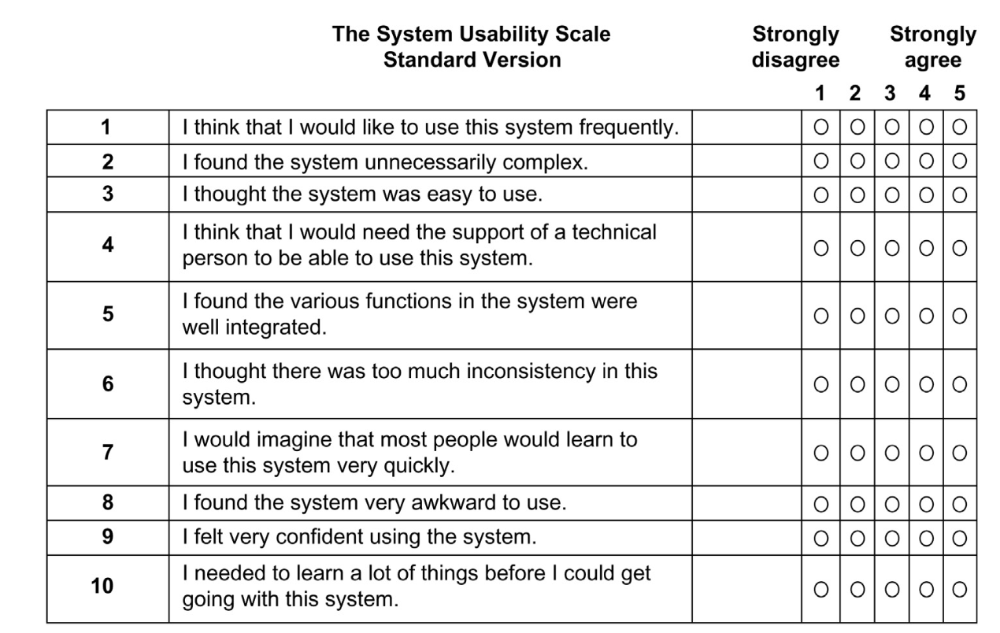 The System Usability Scale
Standard Version
Strongly
disagree
Strongly
agree
1 2 3 4 5
1 I think that I would like to use this system frequently.
2 I found the system unnecessarily complex.
3 I thought the system was easy to use.
4 I think that I would need the support of a technical
person to be able to use this system.
5 I found the various functions in the system were
well integrated.
6 I thought there was too much inconsistency in this
system.
7 I would imagine that most people would learn to
use this system very quickly.
8 I found the system very awkward to use.
9 I felt very confident using the system.
10 I needed to learn a lot of things before I could get
going with this system.